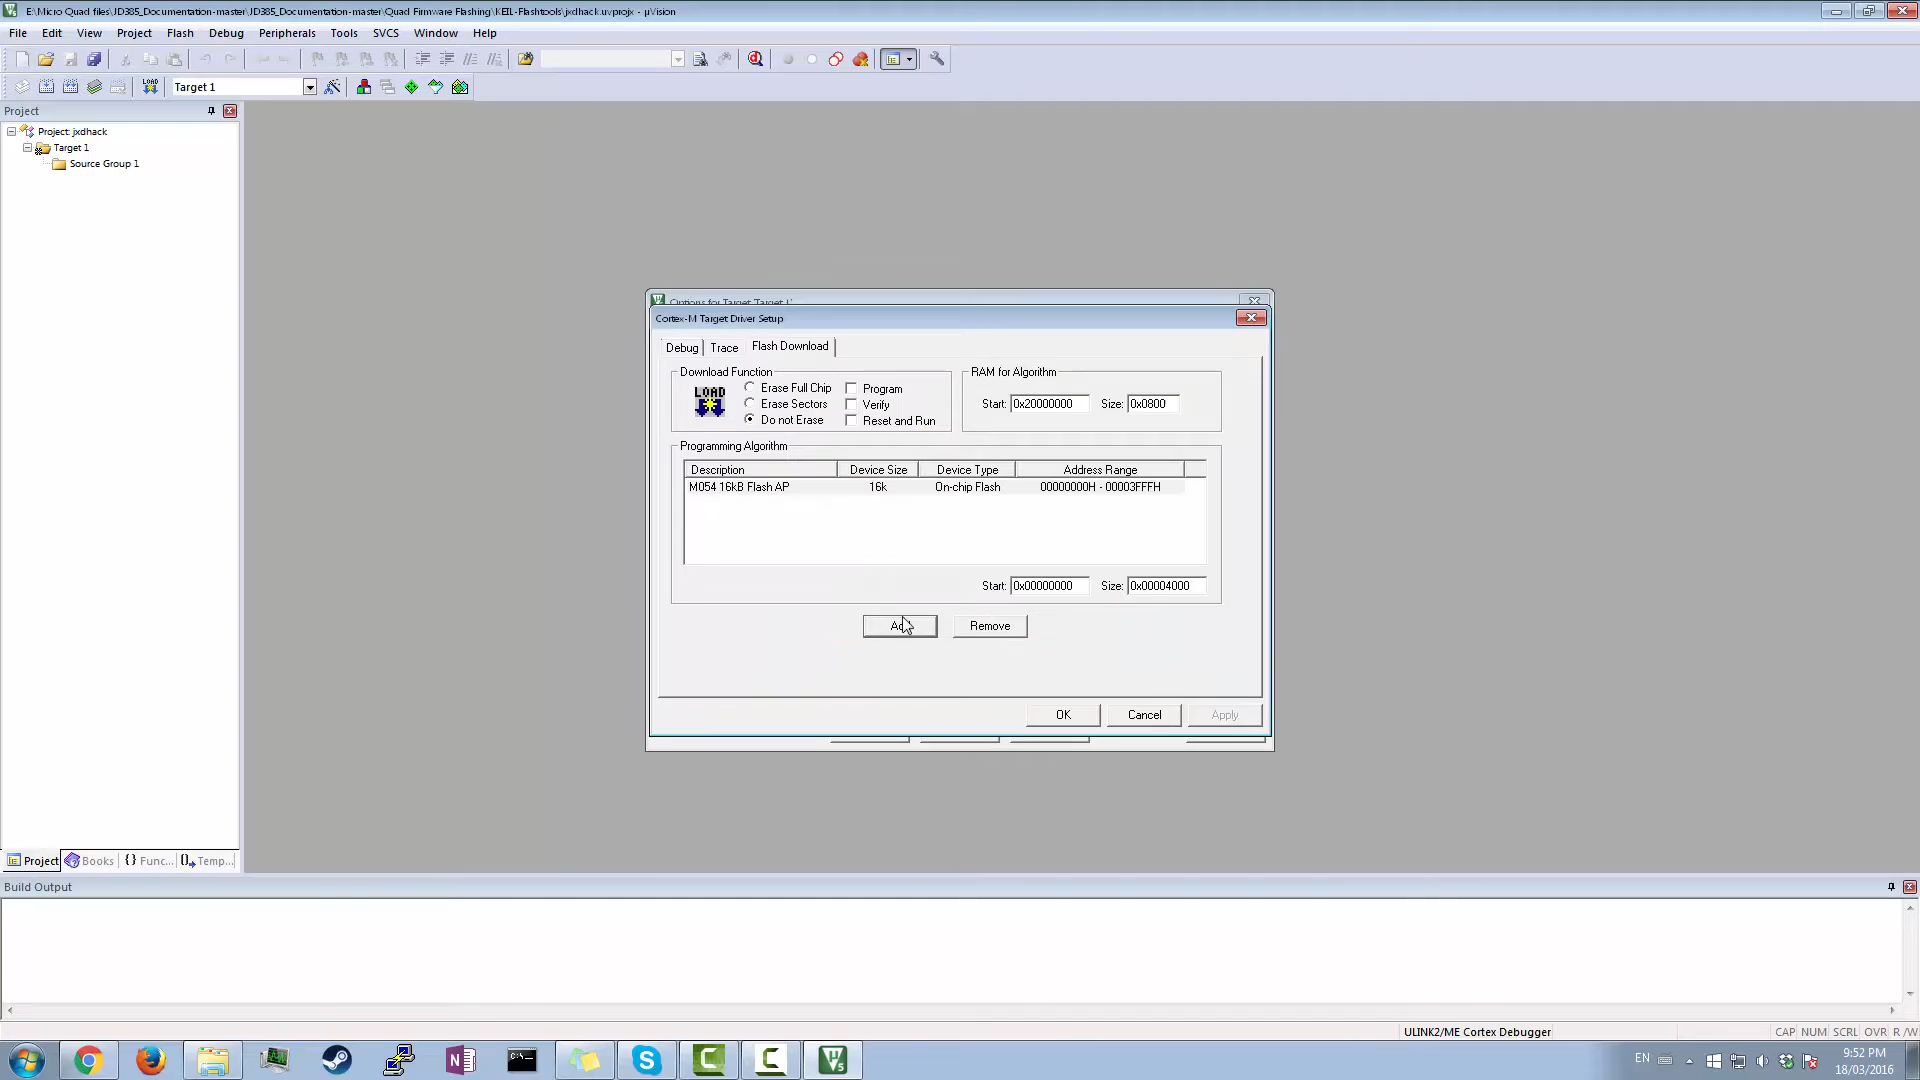 E:\Micro Quad files\JD385_Documentation-master\JD385_Documentation-master\Quad Firmware Flashing\KEIL-Flashtools\jxdhack.uvprojx - µVision
File Edit View Project Flash Debug Peripherals Tools SVCS Window Help
LOAD Target 1
Project
Project: jxdhack
Target 1
Source Group 1
Options for Target 'Target 1'
Cortex-M Target Driver Setup
Debug Trace Flash Download
Download Function
LOAD
Erase Full Chip Program
Erase Sectors Verify
Do not Erase Reset and Run
RAM for Algorithm
Start: 0x20000000 Size: 0x0800
Programming Algorithm
Description Device Size Device Type Address Range
M054 16kB Flash AP 16k On-chip Flash 00000000H - 00003FFFH
Start: 0x00000000 Size: 0x00004000
Remove
OK Cancel Apply
Project Books {} Func... Temp...
Build Output
ULINK2/ME Cortex Debugger CAP NUM SCRL OVR R/W
EN 9:52 PM
18/03/2016